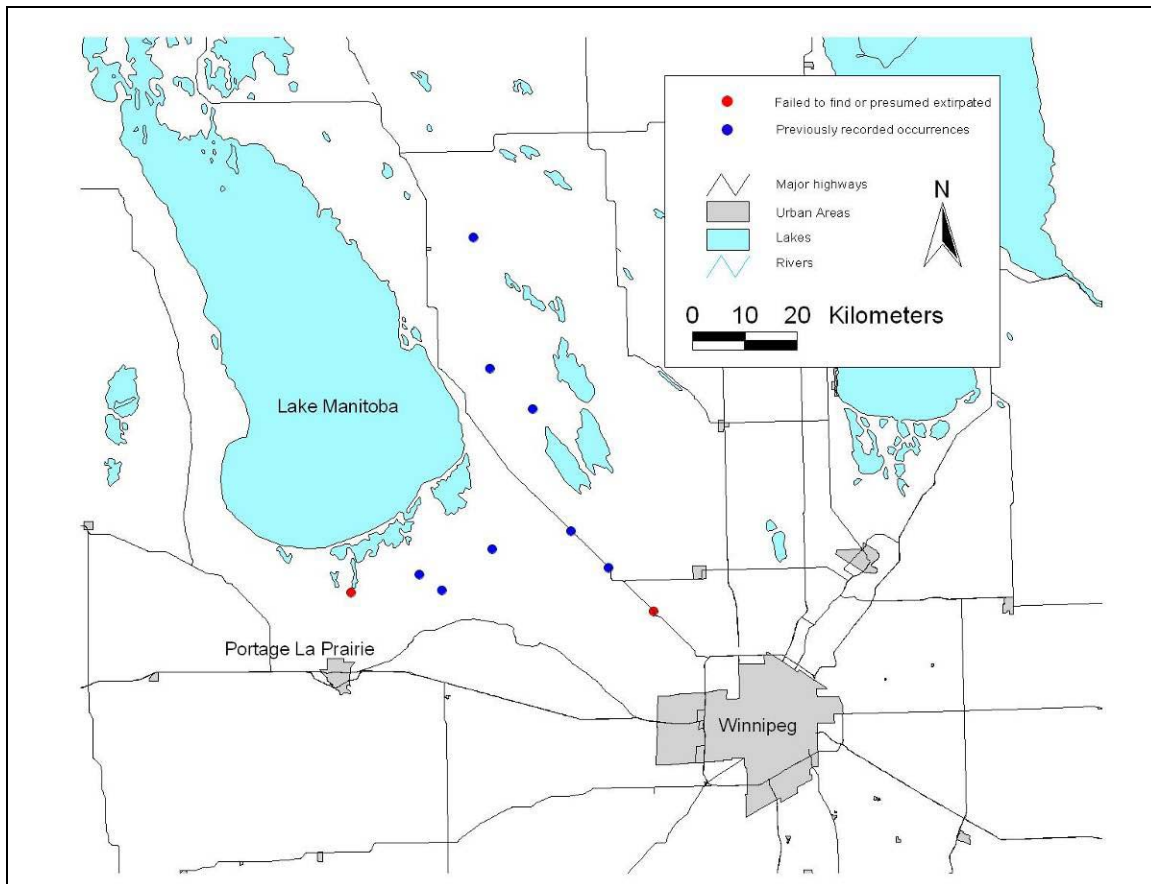 Failed to find or presumed extirpated
Previously recorded occurrences
Major highways
Urban Areas
Lakes
Rivers
N
0 10 20 Kilometers
Lake Manitoba
Portage La Prairie
Winnipeg